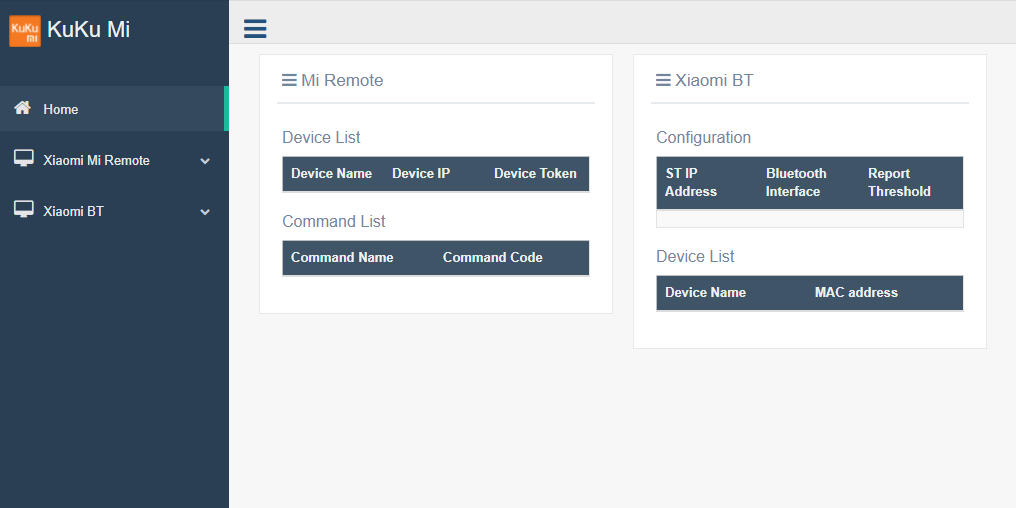 KuKu
mi
KuKu Mi
Home
Xiaomi Mi Remote
Xiaomi BT
Mi Remote
Device List
Device Name Device IP Device Token
Command List
Command Name Command Code
Xiaomi BT
Configuration
ST IP Address Bluetooth Interface Report Threshold
Device List
Device Name MAC address